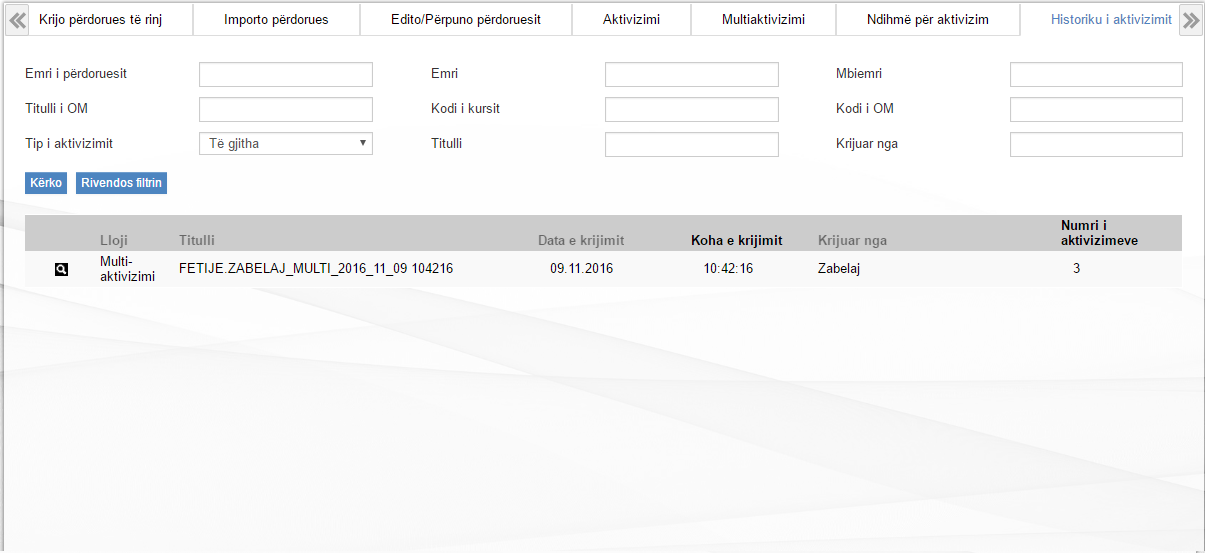 Krijo përdorues të rinj Importo përdorues Edito/Përpuno përdoruesit Aktivizimi Multiaktivizimi Ndihmë për aktivizim Historiku i aktivizimit
Emri i përdoruesit Emri Mbiemri
Titulli i OM Kodi i kursit Kodi i OM
Tip i aktivizimit Të gjitha Titulli Krijuar nga
Kërko Rivendos filtrin
Lloji Titulli Data e krijimit Koha e krijimit Krijuar nga Numri i
aktivizimeve
Multi-
aktivizimi FETIJE.ZABELAJ_MULTI_2016_11_09 104216 09.11.2016 10:42:16 Zabelaj 3